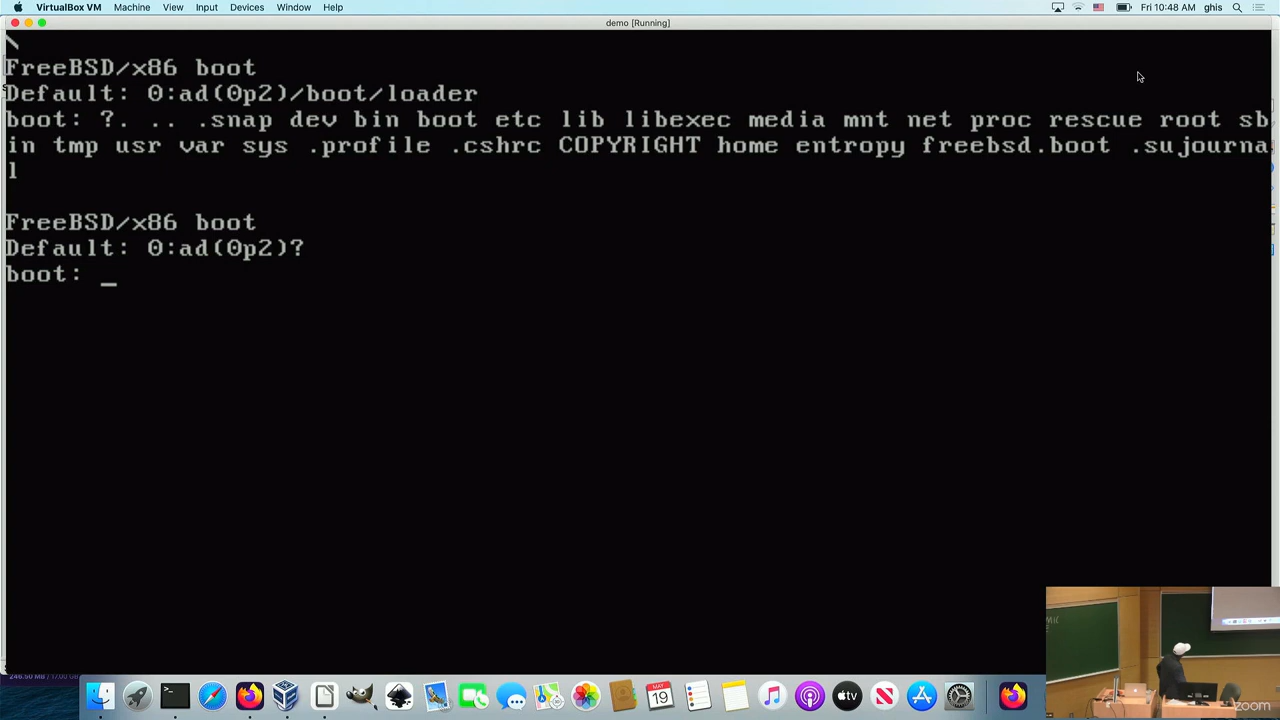 VirtualBox VM Machine View Input Devices Window Help Fri 10:48 AM ghis
demo [Running]
\
FreeBSD/x86 boot
Default: 0:ad(0p2)/boot/loader
boot: ?. .. .snap dev bin boot etc lib libexec media mnt net proc rescue root sb
in tmp usr var sys .profile .cshrc COPYRIGHT home entropy freebsd.boot .sujourna
l
FreeBSD/x86 boot
Default: 0:ad(0p2)?
boot: _
MAY
19
tv
zoom